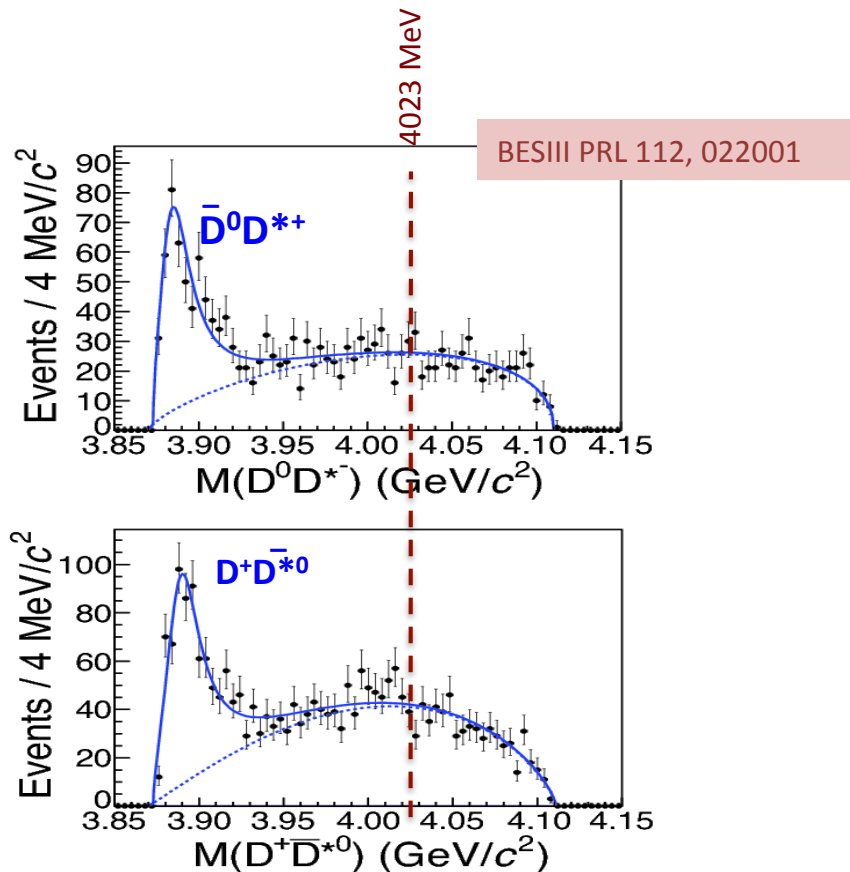 4023 MeV
BESIII PRL 112, 022001
Events / 4 MeV/c²
90
80
70
60
50
40
30
20
10
0
D̄⁰D*⁺
3.85 3.90 3.95 4.00 4.05 4.10 4.15
M(D⁰D*⁻) (GeV/c²)
Events / 4 MeV/c²
100
80
60
40
20
0
D⁺D̄*⁰
3.85 3.90 3.95 4.00 4.05 4.10 4.15
M(D⁺D̄*⁰) (GeV/c²)